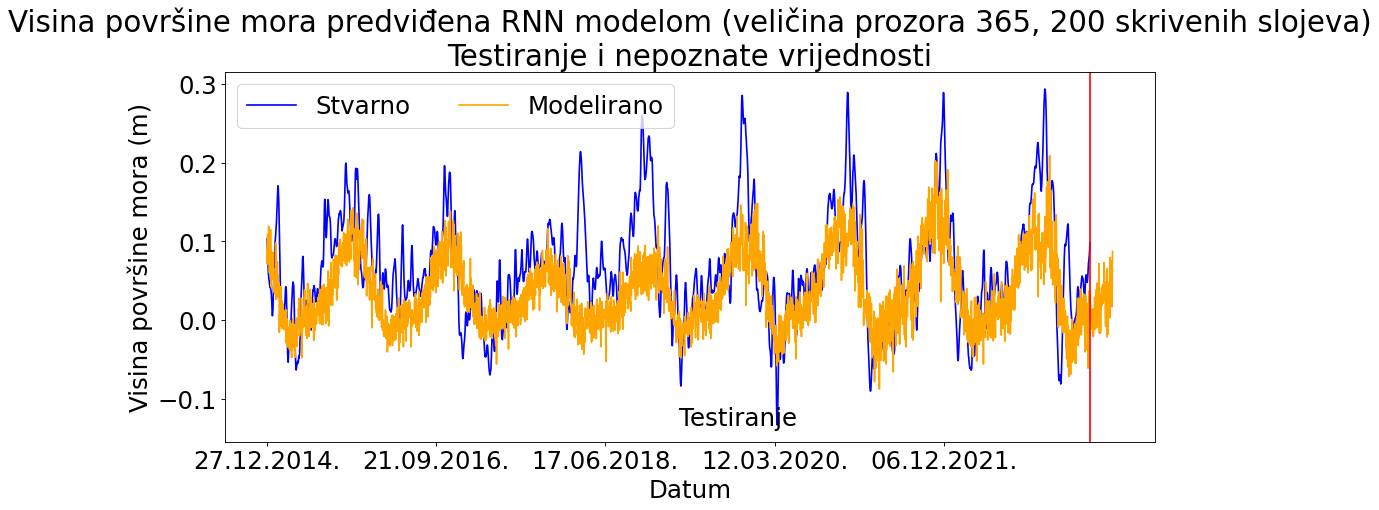 Visina površine mora predviđena RNN modelom (veličina prozora 365, 200 skrivenih slojeva)
Testiranje i nepoznate vrijednosti
Stvarno Modelirano
Visina površine mora (m)
0.3
0.2
0.1
0.0
−0.1
Testiranje
27.12.2014. 21.09.2016. 17.06.2018. 12.03.2020. 06.12.2021.
Datum